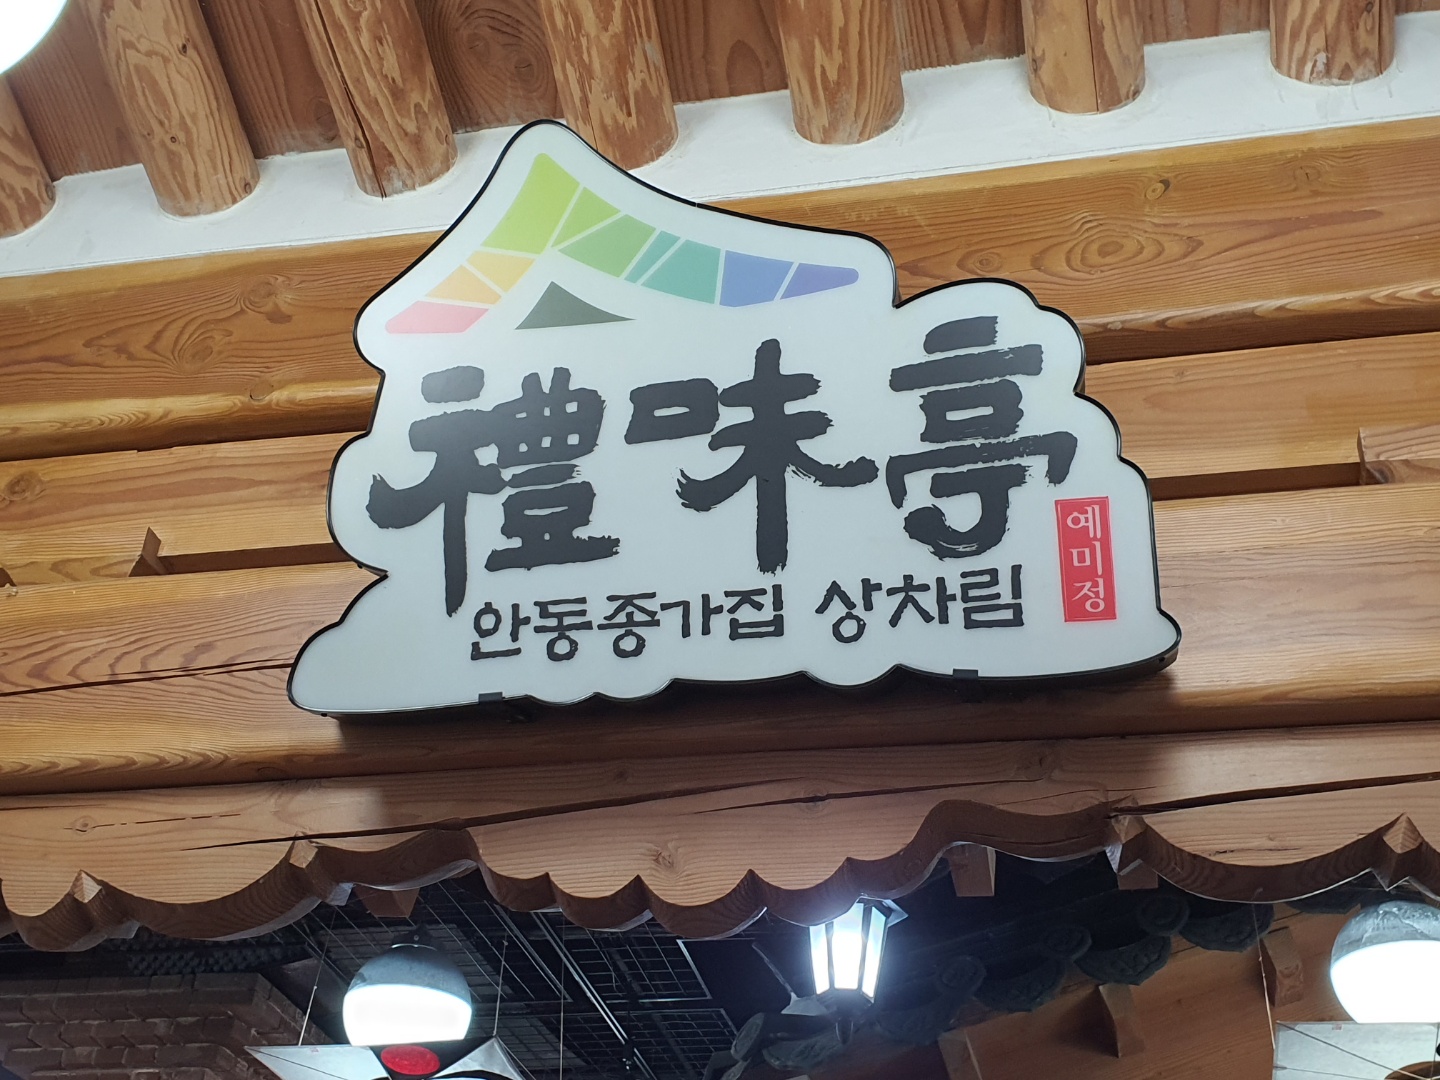 禮味亭
안동종가집 상차림
예미정